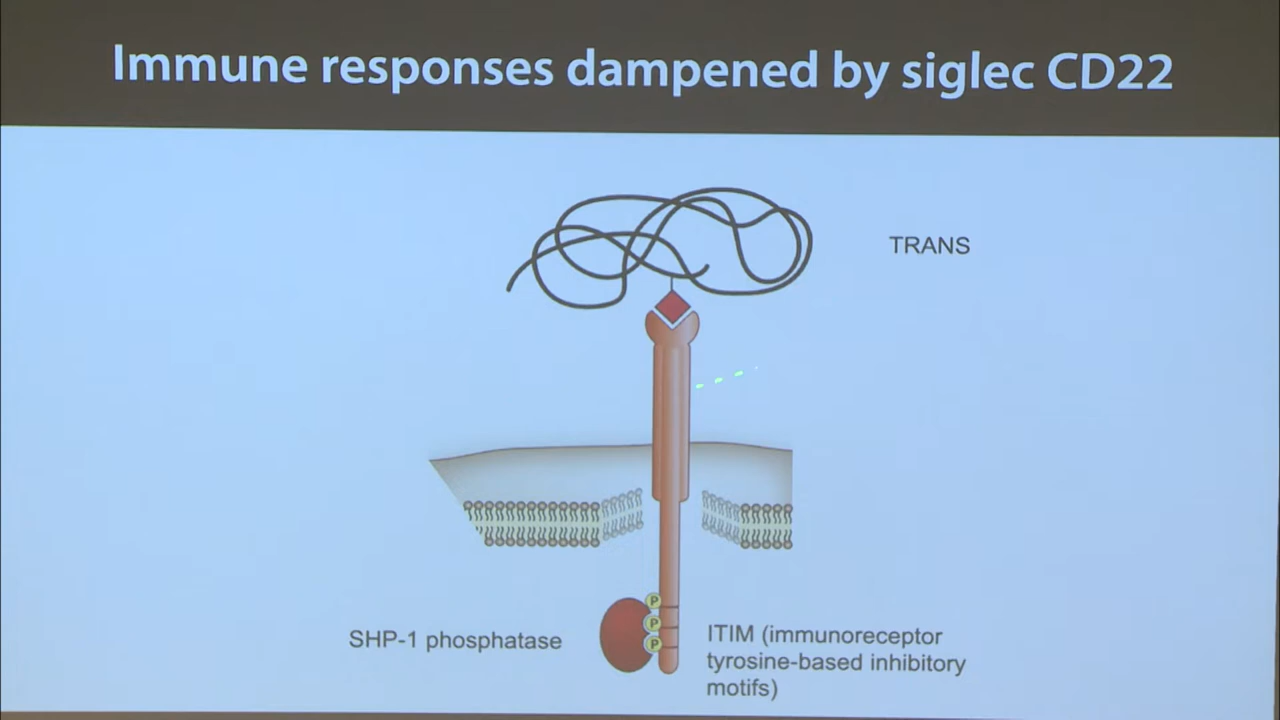 Immune responses dampened by siglec CD22
TRANS
P
P
P
SHP-1 phosphatase
ITIM (immunoreceptor
tyrosine-based inhibitory
motifs)